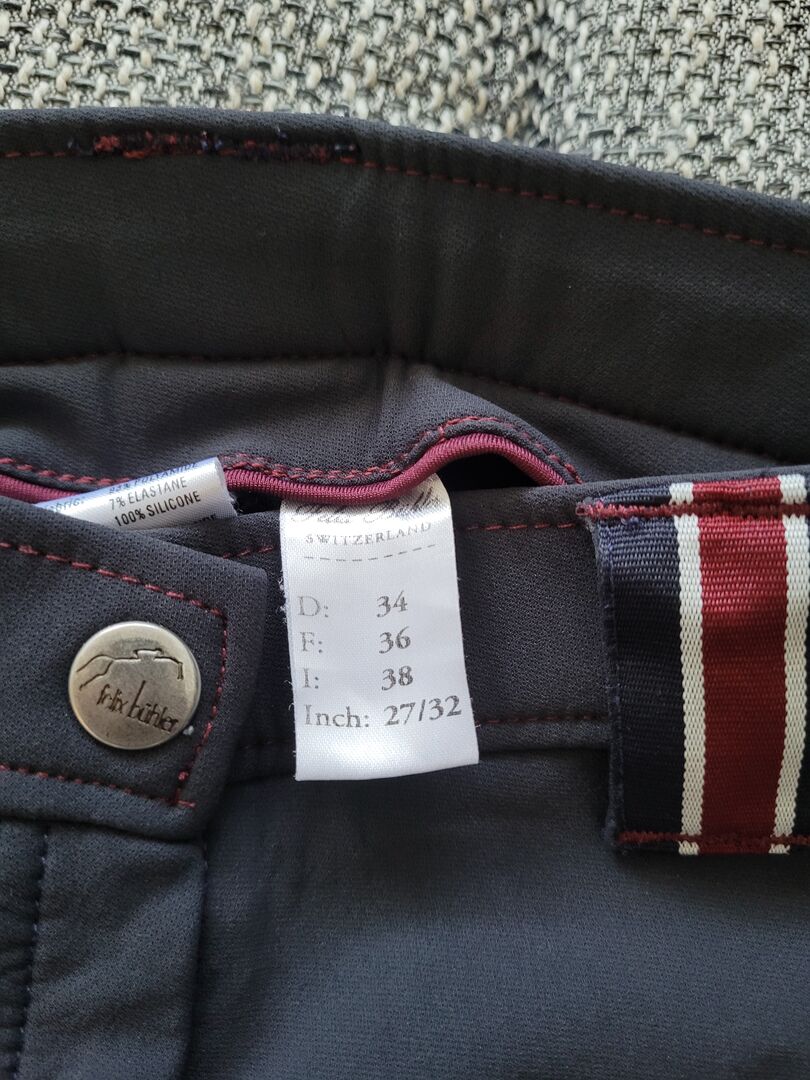 7% ELASTANE
100% SILICONE
SWITZERLAND
D: 34
F: 36
I: 38
Inch: 27/32
felix bühler